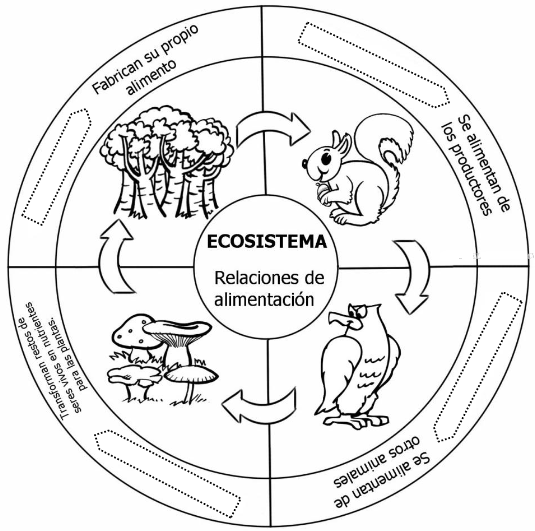 Fabrican su propio
alimento
Se alimentan de
los productores
ECOSISTEMA
Relaciones de
alimentación
Transforman restos de
seres vivos en nutrientes
para las plantas.
Se alimentan de
otros animales